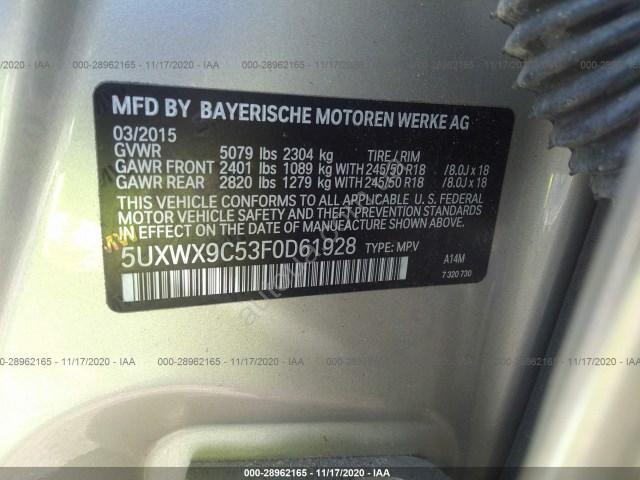 000-28962165 - 11/17/2020 - IAA
000-28962165 - 11/17/2020 - IAA
000-28962165 - 11/17/2020 - IAA
MFD BY BAYERISCHE MOTOREN WERKE AG
03/2015
GVWR 5079 lbs 2304 kg TIRE / RIM
GAWR FRONT 2401 lbs 1089 kg WITH 245/50 R18 / 8.0J x 18
GAWR REAR 2820 lbs 1279 kg WITH 245/50 R18 / 8.0J x 18
THIS VEHICLE CONFORMS TO ALL APPLICABLE U. S. FEDERAL
MOTOR VEHICLE SAFETY AND THEFT PREVENTION STANDARDS
IN EFFECT ON THE DATE OF MANUFACTURE SHOWN ABOVE.
5UXWX9C53F0D61928 TYPE: MPV A14M
7 320 730
000-28962165 - 11/17/2020 - IAA
000-28962165 - 11/17/2020 - IAA
000-28962165 - 11/17/2020 - IAA
000-28962165 - 11/17/2020 - IAA